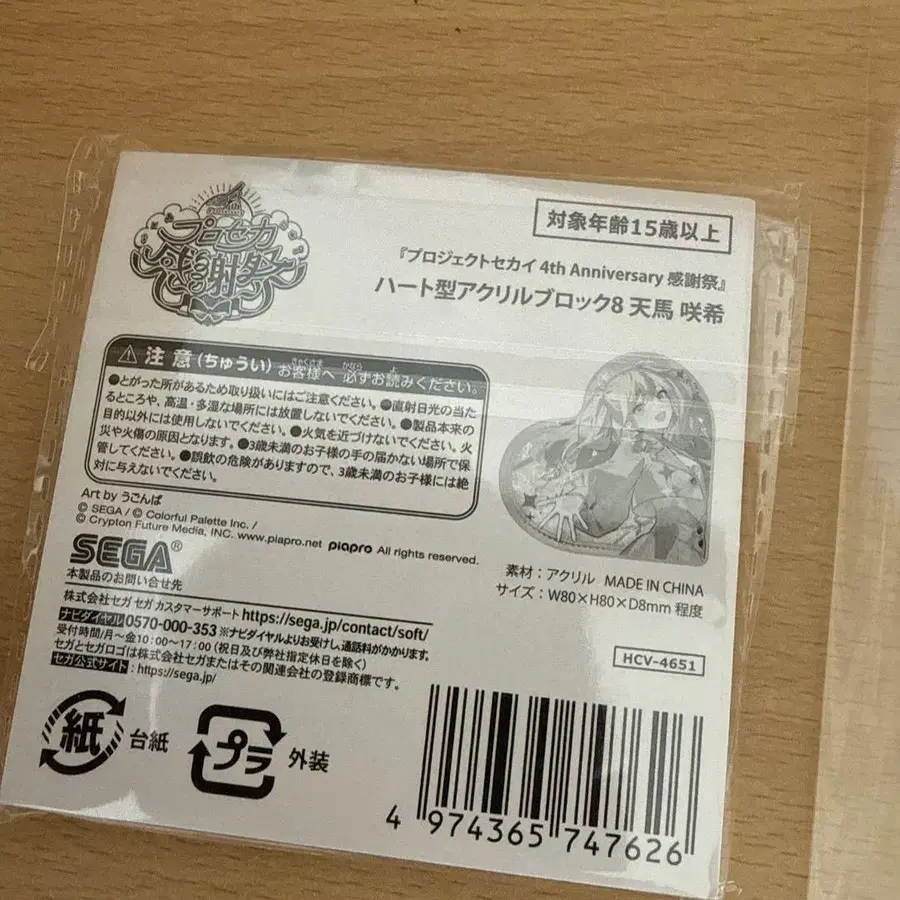 プロセカ
感謝祭
対象年齢15歳以上
『プロジェクトセカイ 4th Anniversary 感謝祭』
ハート型アクリルブロック8 天馬 咲希
注意(ちゅうい) お客様へ 必ずお読みください。
●とがった所があるため取り扱いにはご注意ください。●直射日光の当た
るところや、高温・多湿な場所には放置しないでください。●製品本来の
目的以外には使用しないでください。●火気を近づけないでください。火
災や火傷の原因となります。●3歳未満のお子様の手の届かない場所で保
管してください。●誤飲の危険がありますので、3歳未満のお子様には絶
対に与えないでください。
Art by うごんば
© SEGA / © Colorful Palette Inc. /
© Crypton Future Media, INC. www.piapro.net piapro All rights reserved.
SEGA®
本製品のお問い合せ先
株式会社セガ セガ カスタマーサポート https://sega.jp/contact/soft/
ナビダイヤル 0570-000-353 ※ナビダイヤルよりお受けし、通話料がかかります。
受付時間/月～金10:00～17:00(祝日及び弊社指定休日を除く)
セガとセガロゴは株式会社セガまたはその関連会社の登録商標です。
セガ公式サイト:https://sega.jp/
素材:アクリル MADE IN CHINA
サイズ:W80×H80×D8mm 程度
HCV-4651
紙 台紙
プラ 外装
4 974365 747626